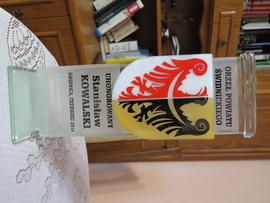 ORZEŁ POWIATU
ŚWIDNICKIEGO
UHONOROWANY
Stanisław
KOWALSKI
ŚWIDNICA, CZERWIEC 2014